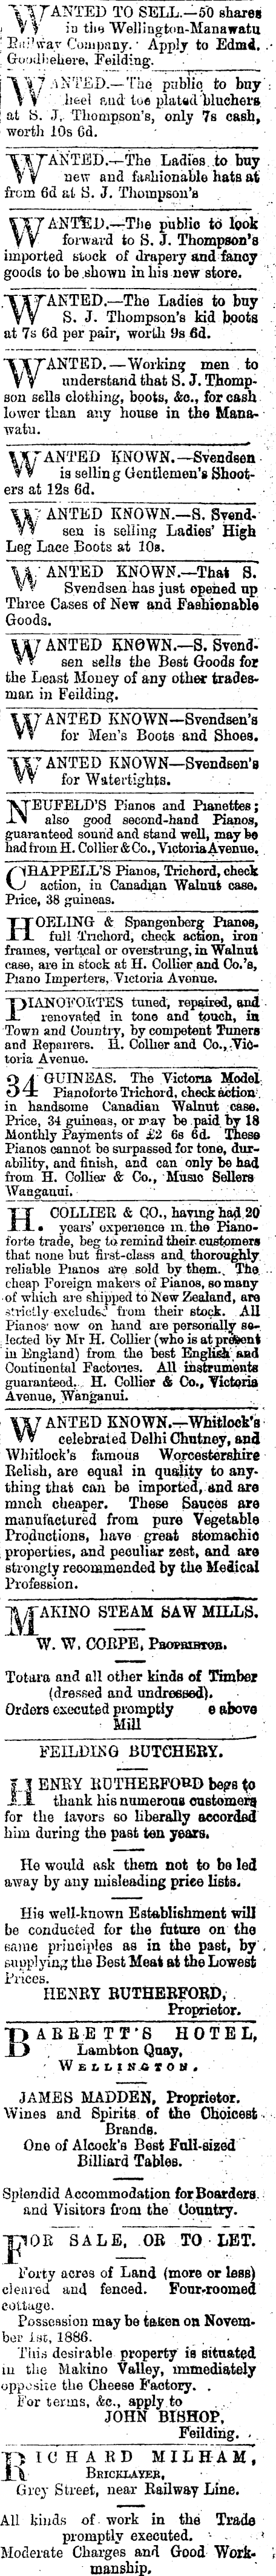 WANTED TO SELL.—50 shares
in the Wellington-Manawatu
Railway Company. Apply to Edmd.
Goodbehere, Feilding.
WANTED.—The public to buy
heel and toe plated bluchers
at S. J. Thompson's, only 7s cash,
worth 10s 6d.
WANTED.—The Ladies to buy
new and fashionable hats at
from 6d at S. J. Thompson's
WANTED.—The public to look
forward to S. J. Thompson's
imported stock of drapery and fancy
goods to be shown in his new store.
WANTED.—The Ladies to buy
S. J. Thompson's kid boots
at 7s 6d per pair, worth 9s 6d.
WANTED.—Working men to
understand that S. J. Thomp-
son sells clothing, boots, &c., for cash
lower than any house in the Mana-
watu.
WANTED KNOWN.—Svendsen
is selling Gentlemen's Shoot-
ers at 12s 6d.
WANTED KNOWN.—S. Svend-
sen is selling Ladies' High
Leg Lace Boots at 10s.
WANTED KNOWN.—That S.
Svendsen has just opened up
Three Cases of New and Fashionable
Goods.
WANTED KNOWN.—S. Svend-
sen sells the Best Goods for
the Least Money of any other trades-
man in Feilding.
WANTED KNOWN—Svendsen's
for Men's Boots and Shoes.
WANTED KNOWN—Svendsen's
for Watertights.
NEUFELD'S Pianos and Pianettes;
also good second-hand Pianos,
guaranteed sound and stand well, may be
had from H. Collier & Co., Victoria Avenue.
CHAPPELL'S Pianos, Trichord, check
action, in Canadian Walnut case.
Price, 38 guineas.
HOELING & Spangenberg Pianos,
full Trichord, check action, iron
frames, vertical or overstrung, in Walnut
case, are in stock at H. Collier and Co.'s,
Piano Importers, Victoria Avenue.
PIANOFORTES tuned, repaired, and
renovated in tone and touch, in
Town and Country, by competent Tuners
and Repairers. H. Collier and Co., Vic-
toria Avenue.
34 GUINEAS. The Victoria Model
Pianoforte Trichord, check action
in handsome Canadian Walnut case.
Price, 34 guineas, or may be paid by 18
Monthly Payments of £2 6s 6d. These
Pianos cannot be surpassed for tone, dur-
ability, and finish, and can only be had
from H. Collier & Co., Music Sellers
Wanganui.
H. COLLIER & CO., having had 20
years' experience in the Piano-
forte trade, beg to remind their customers
that none but first-class and thoroughly
reliable Pianos are sold by them. The
cheap Foreign makers of Pianos, so many
of which are shipped to New Zealand, are
strictly excluded from their stock. All
Pianos now on hand are personally se-
lected by Mr H. Collier (who is at present
in England) from the best English and
Continental Factories. All instruments
guaranteed. H. Collier & Co., Victoria
Avenue, Wanganui.
WANTED KNOWN.—Whitlock's
celebrated Delhi Chutney, and
Whitlock's famous Worcestershire
Relish, are equal in quality to any-
thing that can be imported, and are
much cheaper. These Sauces are
manufactured from pure Vegetable
Productions, have great stomachic
properties, and peculiar zest, and are
strongly recommended by the Medical
Profession.
MAKINO STEAM SAW MILLS.
W. W. CORPE, PROPRIETOR.
Totara and all other kinds of Timber
(dressed and undressed).
Orders executed promptly e above
Mill
FEILDING BUTCHERY.
HENRY RUTHERFORD begs to
thank his numerous customers
for the favors so liberally accorded
him during the past ten years.
He would ask them not to be led
away by any misleading price lists.
His well-known Establishment will
be conducted for the future on the
same principles as in the past, by
supplying the Best Meat at the Lowest
Prices.
HENRY RUTHERFORD,
Proprietor.
BARRETT'S HOTEL,
Lambton Quay,
WELLINGTON.
JAMES MADDEN, Proprietor.
Wines and Spirits of the Choicest
Brands.
One of Alcock's Best Full-sized
Billiard Tables.
Splendid Accommodation for Boarders
and Visitors from the Country.
FOR SALE, OR TO LET.
Forty acres of Land (more or less)
cleared and fenced. Four-roomed
cottage.
Possession may be taken on Novem-
ber 1st, 1886.
This desirable property is situated
in the Makino Valley, immediately
opposite the Cheese Factory.
For terms, &c., apply to
JOHN BISHOP,
Feilding.
RICHARD MILHAM,
BRICKLAYER,
Grey Street, near Railway Line.
All kinds of work in the Trade
promptly executed.
Moderate Charges and Good Work-
manship.